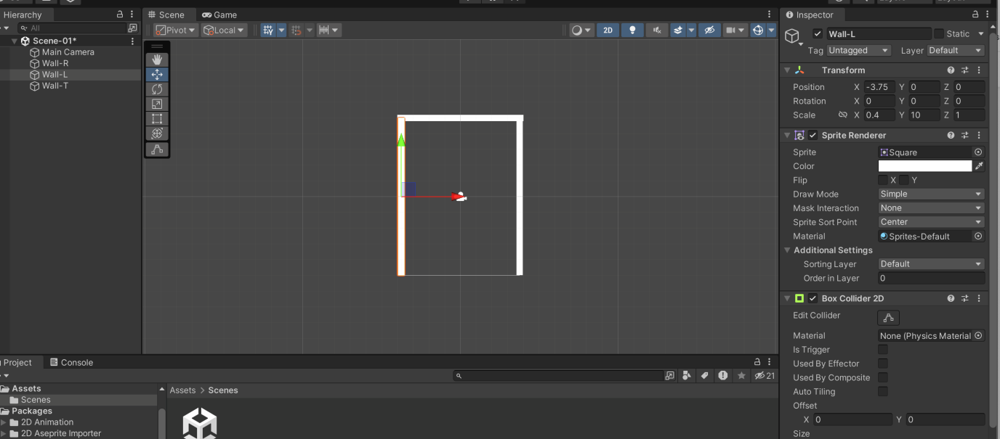 Hierarchy
All
Scene-01*
Main Camera
Wall-R
Wall-L
Wall-T
Scene
Game
Pivot
Local
2D
Inspector
Wall-L
Static
Tag Untagged
Layer Default
Transform
Position X -3.75 Y 0 Z 0
Rotation X 0 Y 0 Z 0
Scale X 0.4 Y 10 Z 1
Sprite Renderer
Sprite Square
Color
Flip X Y
Draw Mode Simple
Mask Interaction None
Sprite Sort Point Center
Material Sprites-Default
Additional Settings
Sorting Layer Default
Order in Layer 0
Box Collider 2D
Edit Collider
Material None (Physics Material
Is Trigger
Used By Effector
Used By Composite
Auto Tiling
Offset
X 0 Y 0
Size
Project
Console
21
Assets
Scenes
Packages
2D Animation
2D Aseprite Importer
Assets > Scenes